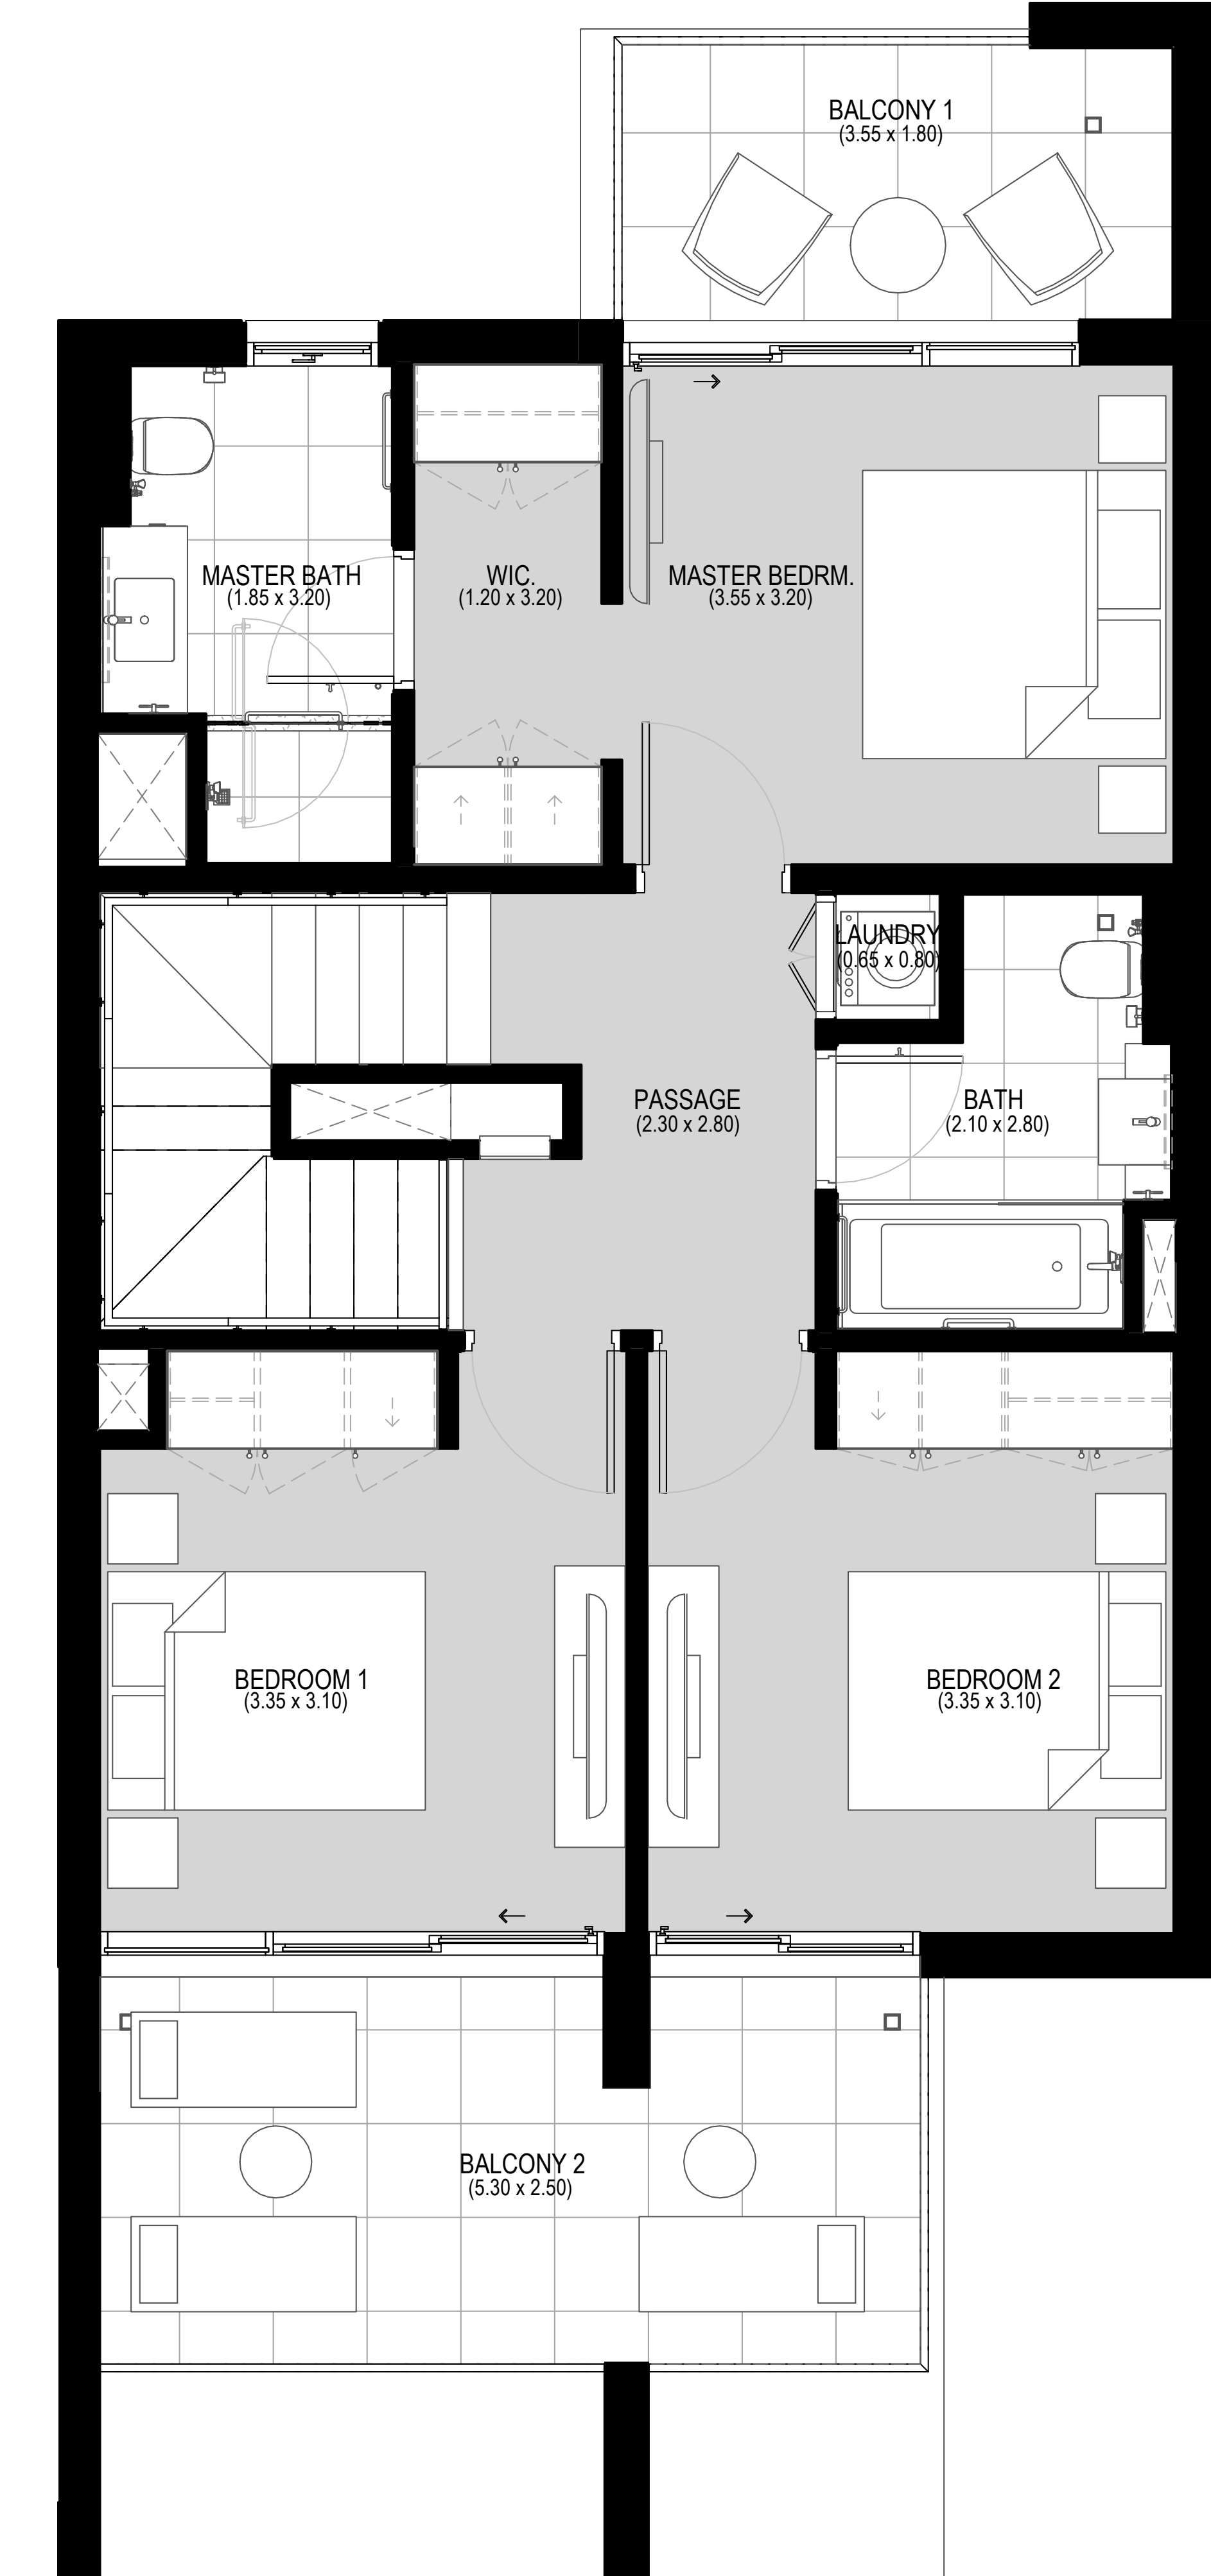 BALCONY 1
(3.55 x 1.80)
MASTER BATH
(1.85 x 3.20)
WIC.
(1.20 x 3.20)
MASTER BEDRM.
(3.55 x 3.20)
LAUNDRY
(0.65 x 0.80)
PASSAGE
(2.30 x 2.80)
BATH
(2.10 x 2.80)
BEDROOM 1
(3.35 x 3.10)
BEDROOM 2
(3.35 x 3.10)
BALCONY 2
(5.30 x 2.50)